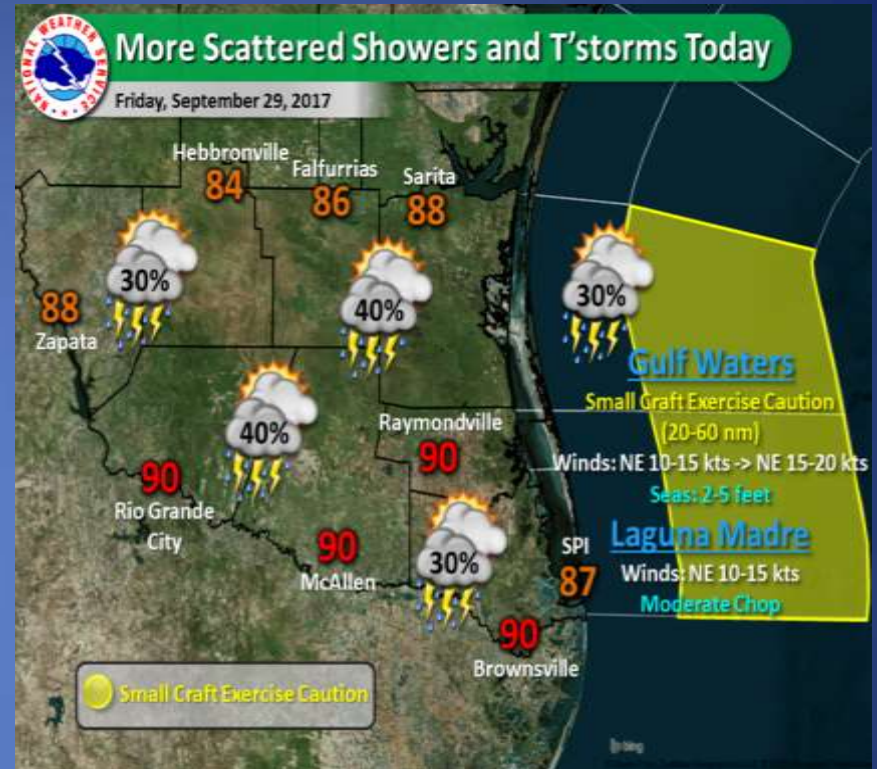 NATIONAL WEATHER SERVICE
More Scattered Showers and T'storms Today
Friday, September 29, 2017
Hebbronville
84
Falfurrias
86
Sarita
88
30%
40%
30%
88
Zapata
Gulf Waters
Small Craft Exercise Caution
(20-60 nm)
Winds: NE 10-15 kts -> NE 15-20 kts
Seas: 2-5 feet
40%
Raymondville
90
90
Rio Grande
City
90
McAllen
30%
SPI
87
Laguna Madre
Winds: NE 10-15 kts
Moderate Chop
90
Brownsville
Small Craft Exercise Caution
bing